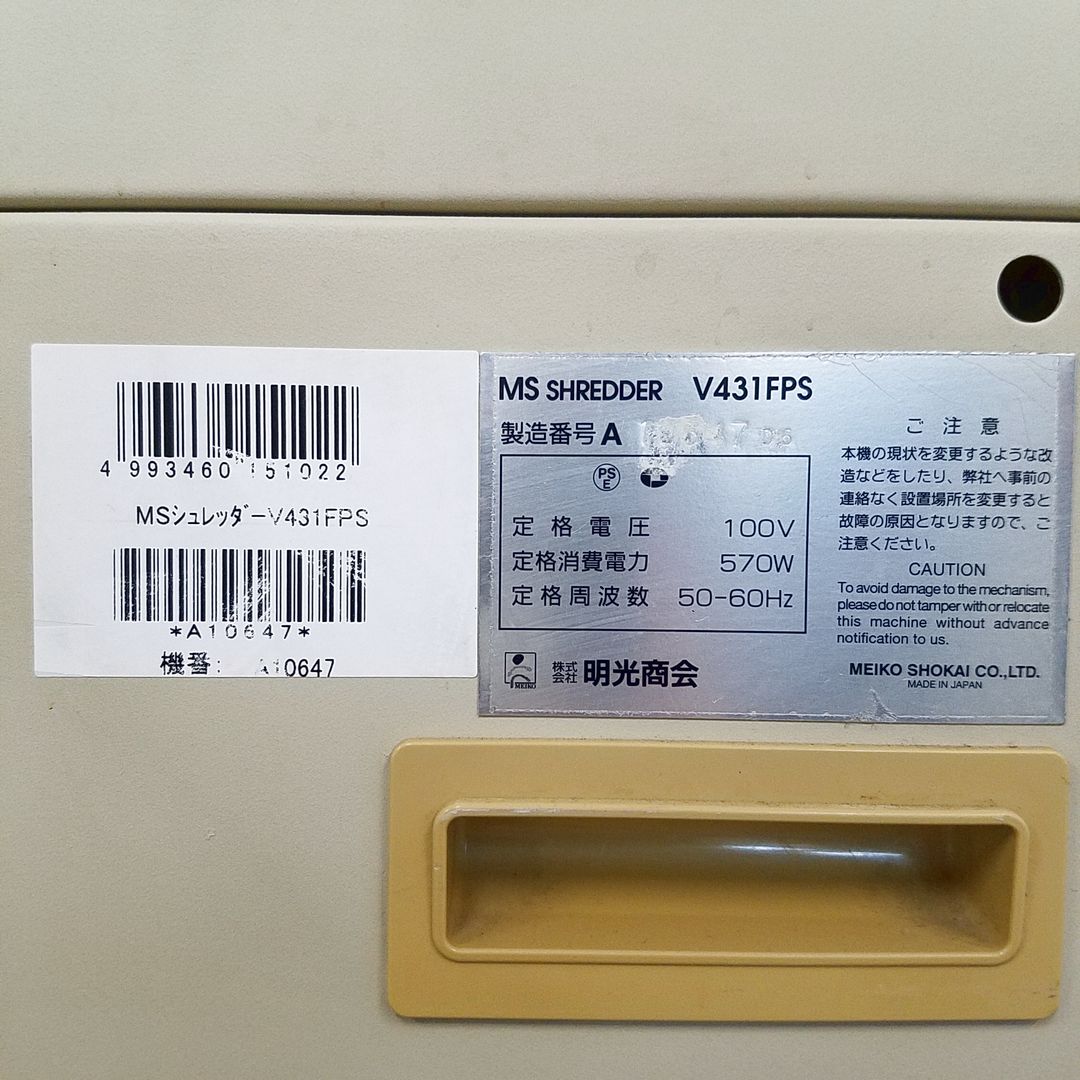 4 993460 151022
MSシュレッダーV431FPS
*A10647*
機番: A10647
MS SHREDDER V431FPS
製造番号 A
PS
E
定格電圧 100V
定格消費電力 570W
定格周波数 50-60Hz
MEIKO
株式
会社 明光商会
ご注意
本機の現状を変更するような改
造などをしたり、弊社へ事前の
連絡なく設置場所を変更すると
故障の原因となりますので、ご
注意ください。
CAUTION
To avoid damage to the mechanism,
please do not tamper with or relocate
this machine without advance
notification to us.
MEIKO SHOKAI CO.,LTD.
MADE IN JAPAN